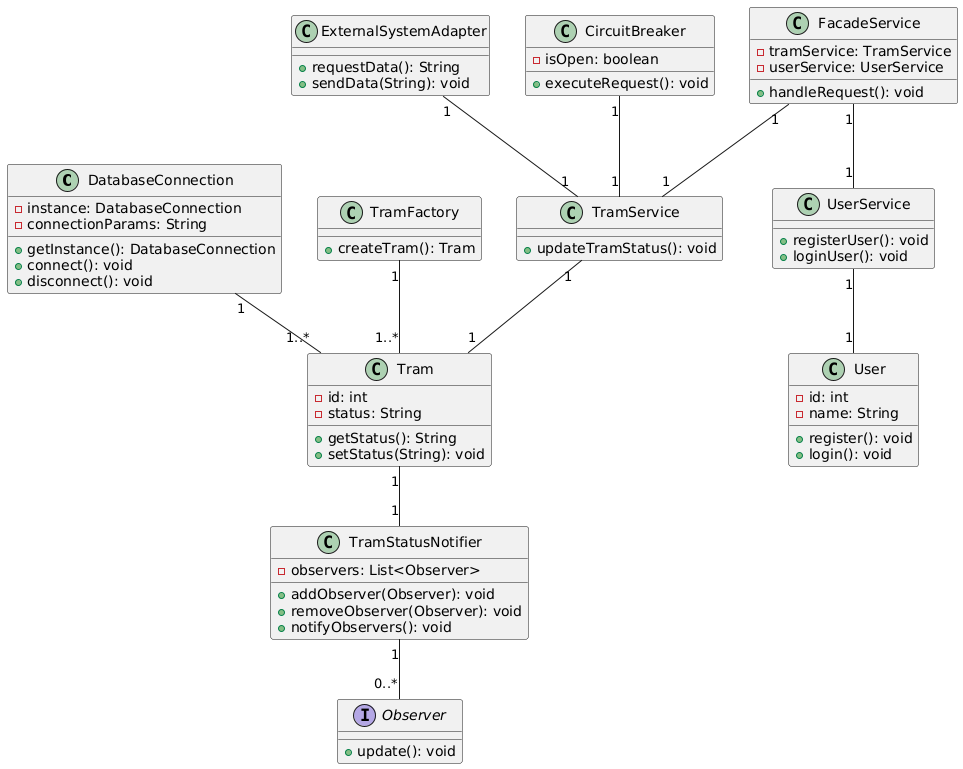 C ExternalSystemAdapter
requestData(): String
sendData(String): void
C CircuitBreaker
isOpen: boolean
executeRequest(): void
C FacadeService
tramService: TramService
userService: UserService
handleRequest(): void
1
1
1
1
1
1
1
1
C DatabaseConnection
instance: DatabaseConnection
connectionParams: String
getInstance(): DatabaseConnection
connect(): void
disconnect(): void
C TramFactory
createTram(): Tram
C TramService
updateTramStatus(): void
C UserService
registerUser(): void
loginUser(): void
1
1..*
1
1..*
1
1
1
1
C Tram
id: int
status: String
getStatus(): String
setStatus(String): void
C User
id: int
name: String
register(): void
login(): void
1
1
C TramStatusNotifier
observers: List<Observer>
addObserver(Observer): void
removeObserver(Observer): void
notifyObservers(): void
1
0..*
I Observer
update(): void